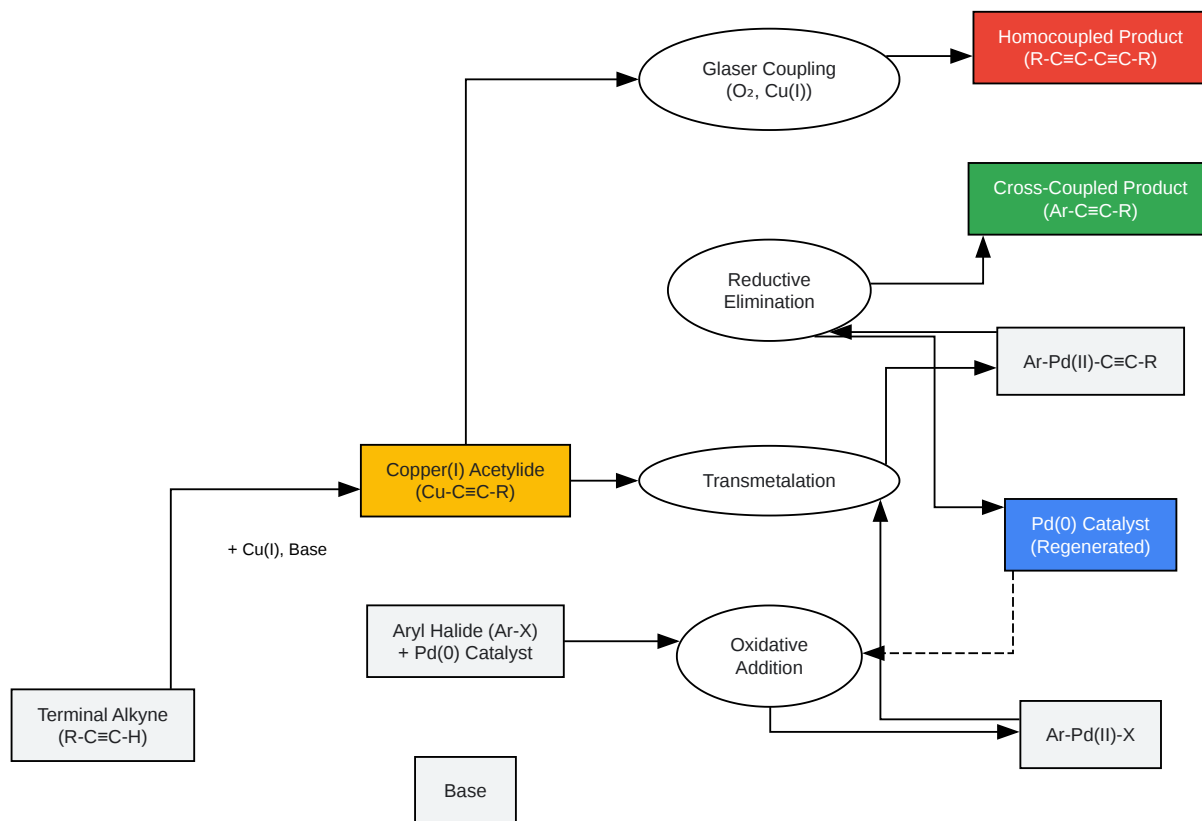 Homocoupled Product
(R-C≡C-C≡C-R)
Glaser Coupling
(O₂, Cu(I))
Cross-Coupled Product
(Ar-C≡C-R)
Reductive
Elimination
Ar-Pd(II)-C≡C-R
Copper(I) Acetylide
(Cu-C≡C-R)
Transmetalation
Pd(0) Catalyst
(Regenerated)
+ Cu(I), Base
Aryl Halide (Ar-X)
+ Pd(0) Catalyst
Oxidative
Addition
Terminal Alkyne
(R-C≡C-H)
Ar-Pd(II)-X
Base